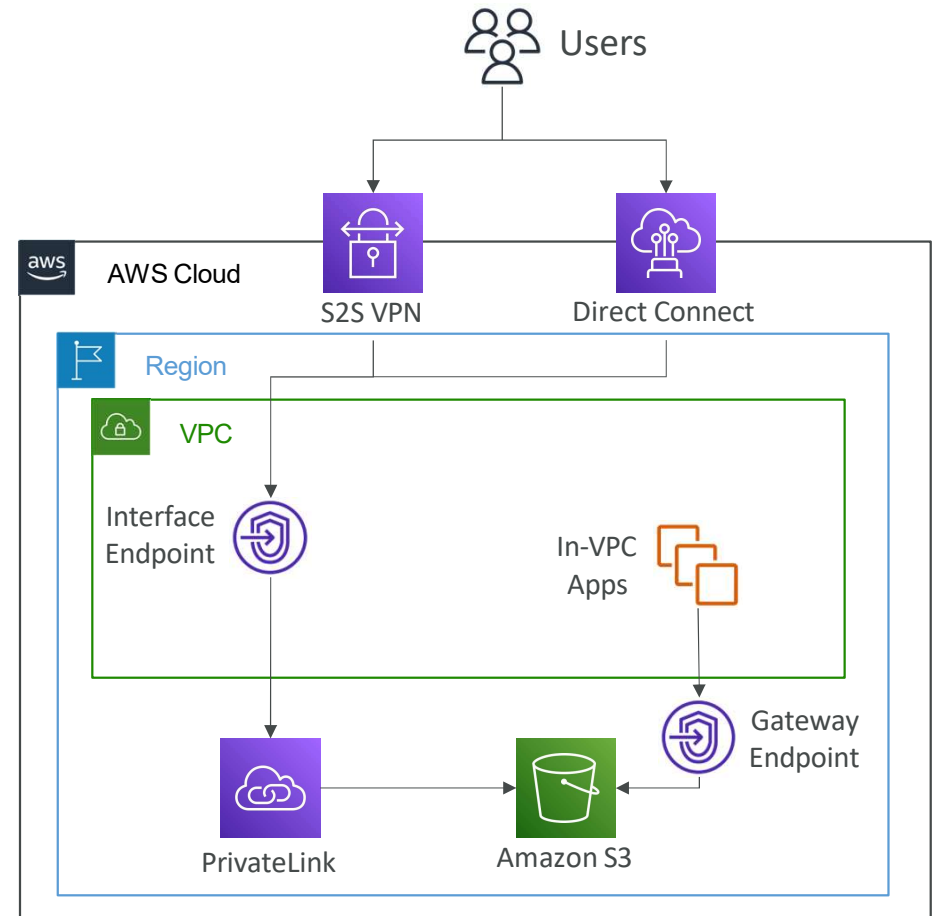 Users
aws
AWS Cloud
S2S VPN
Direct Connect
Region
VPC
Interface
Endpoint
In-VPC
Apps
Gateway
Endpoint
PrivateLink
Amazon S3